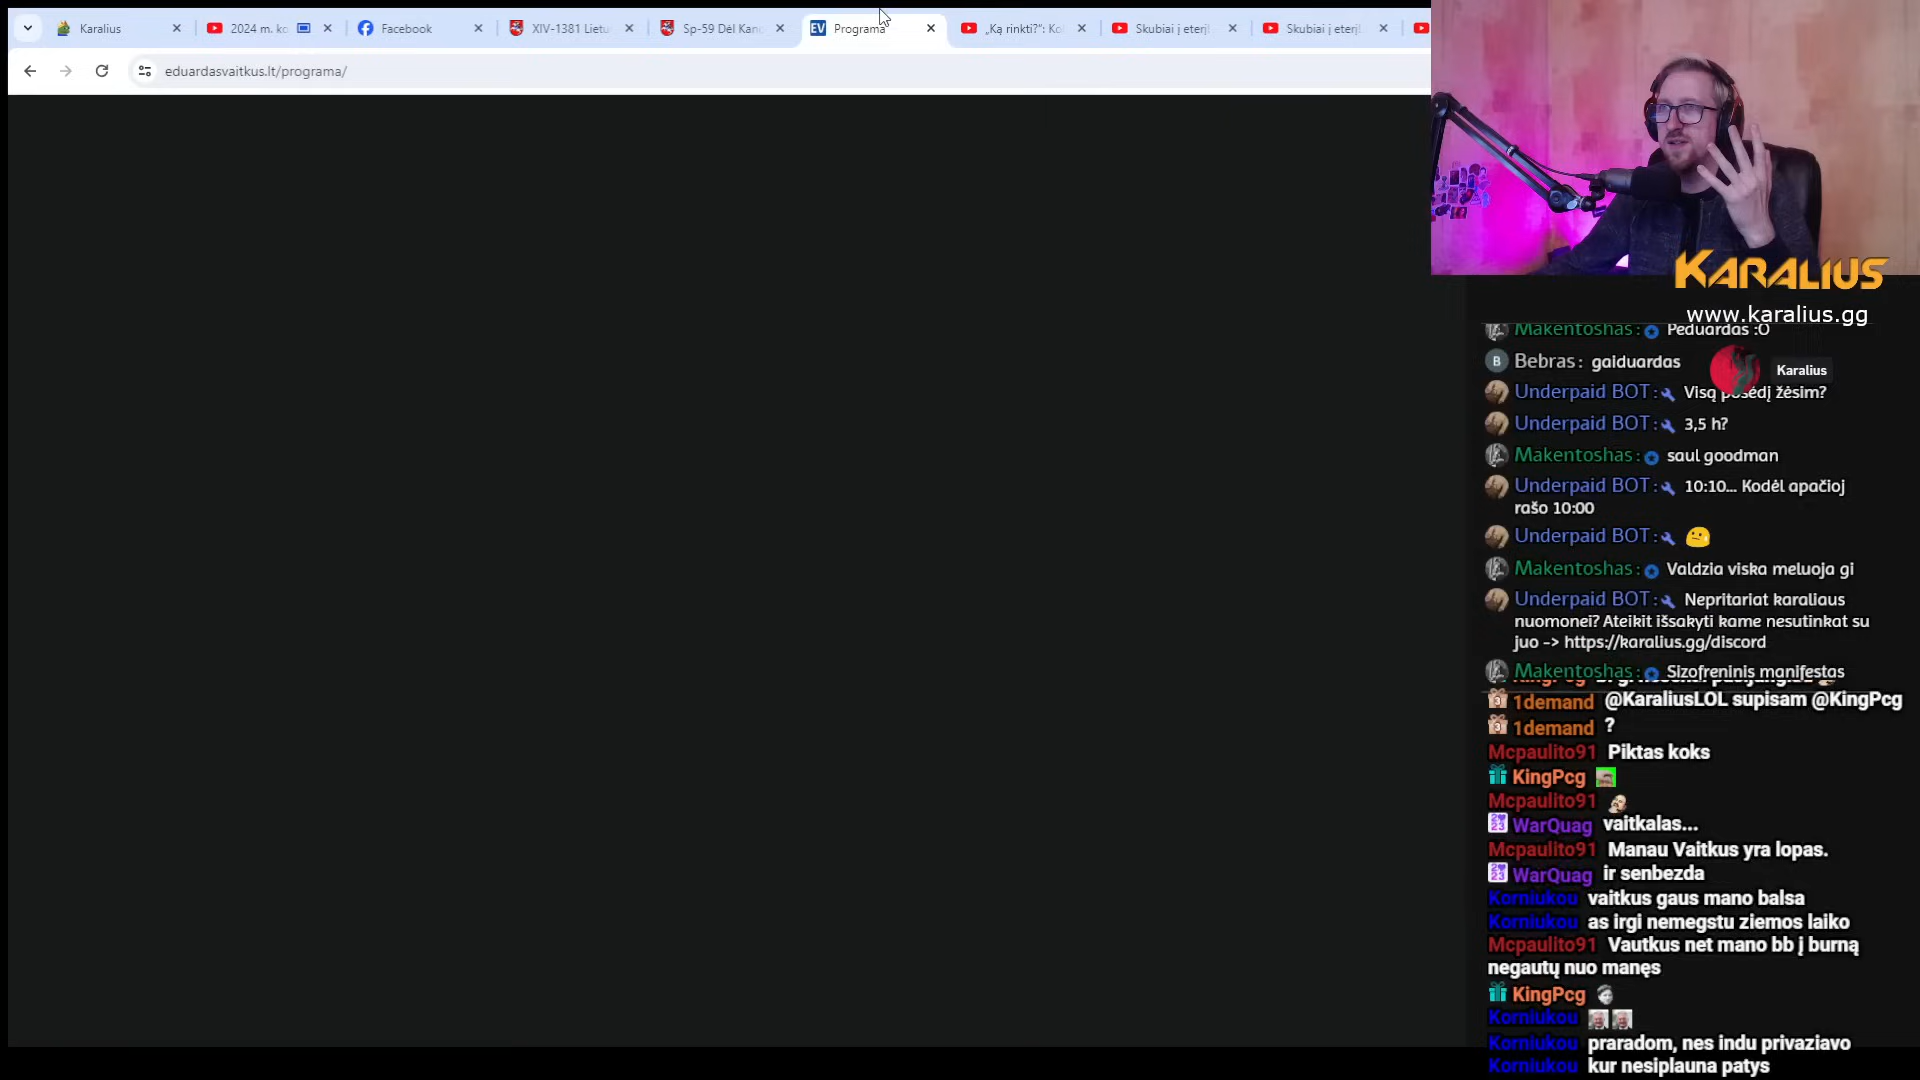 Karalius
2024 m. ko
Facebook
XIV-1381 Lietu
Sp-59 Dėl Kand
EV Programa
„Ką rinkti?“: Ko
Skubiai į eterį!
Skubiai į eterį!
eduardasvaitkus.lt/programa/
KARALIUS
www.karalius.gg
Makentoshas: Peduardas :O
B Bebras: gaiduardas
Karalius
Underpaid BOT: Visą posėdį žėsim?
Underpaid BOT: 3,5 h?
Makentoshas: saul goodman
Underpaid BOT: 10:10... Kodėl apačioj
rašo 10:00
Underpaid BOT:
Makentoshas: Valdzia viska meluoja gi
Underpaid BOT: Nepritariat karaliaus
nuomonei? Ateikit išsakyti kame nesutinkat su
juo -> https://karalius.gg/discord
Makentoshas: Sizofreninis manifestas
KingPcg
1demand @KaraliusLOL supisam @KingPcg
1demand ?
Mcpaulito91 Piktas koks
KingPcg
Mcpaulito91
WarQuag vaitkalas...
Mcpaulito91 Manau Vaitkus yra lopas.
WarQuag ir senbezda
Korniukou vaitkus gaus mano balsa
Korniukou as irgi nemegstu ziemos laiko
Mcpaulito91 Vautkus net mano bb į burną
negautų nuo manęs
KingPcg
Korniukou
Korniukou praradom, nes indu privaziavo
Korniukou kur nesiplauna patys